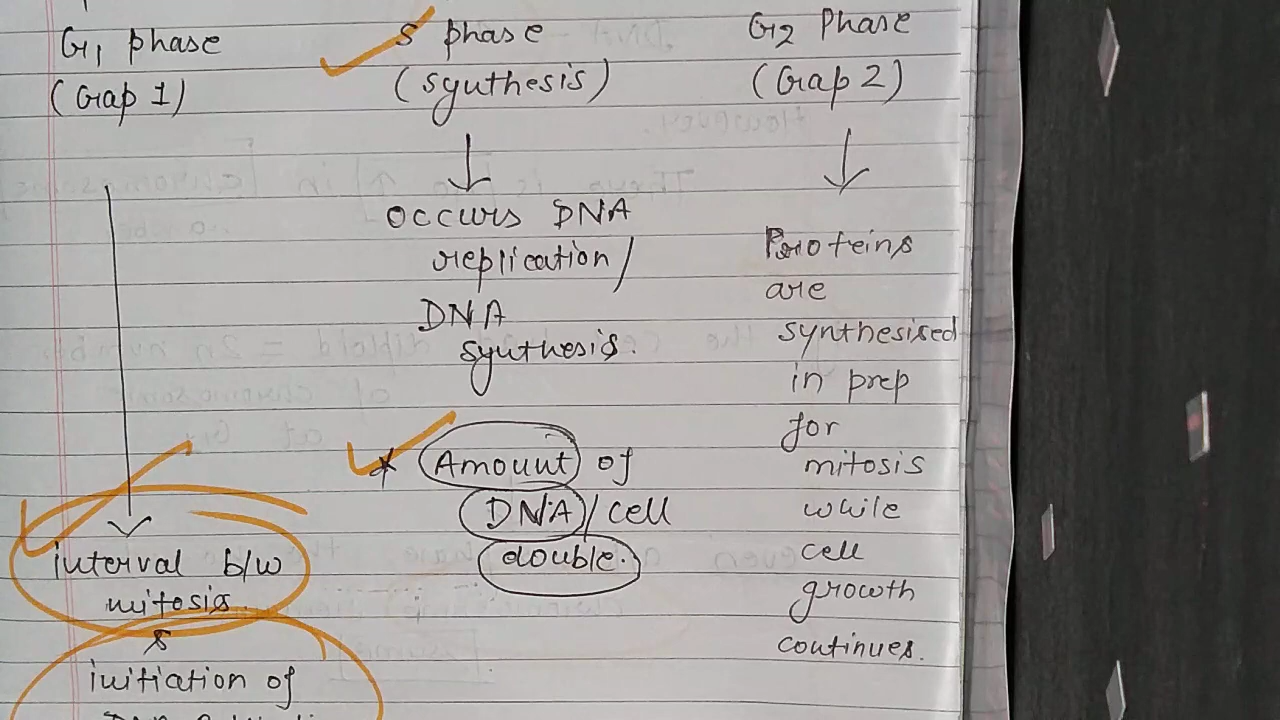 G1 phase
(Gap 1)
interval b/w
mitosis.
&
initiation of
S phase
(synthesis)
Occurs DNA
replication/
DNA
synthesis.
* Amount of
DNA/cell
double.
G2 Phase
(Gap 2)
Proteins
are
synthesised
in prep
for
mitosis
while
cell
growth
continues.